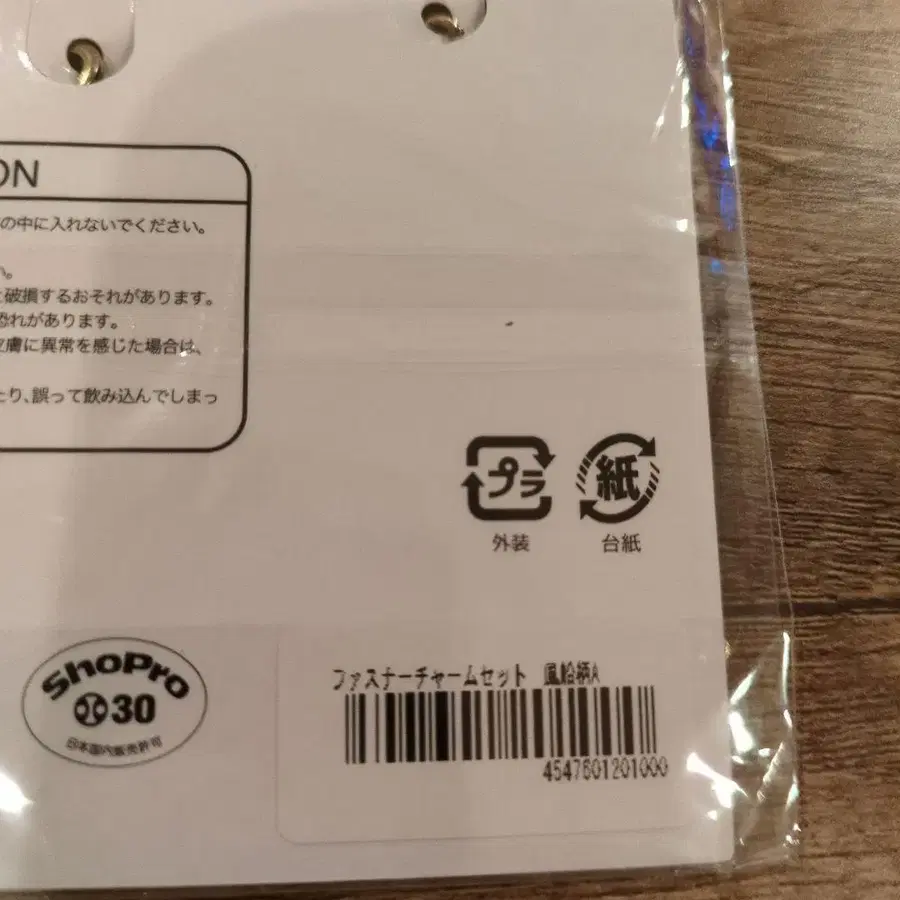 ON
の中に入れないでください。
い。
と破損するおそれがあります。
恐れがあります。
皮膚に異常を感じた場合は、
たり、誤って飲み込んでしまっ
プラ
紙
外装
台紙
ShoPro
30
日本国内販売許可
ファスナーチャームセット 風船柄A
4547601201000